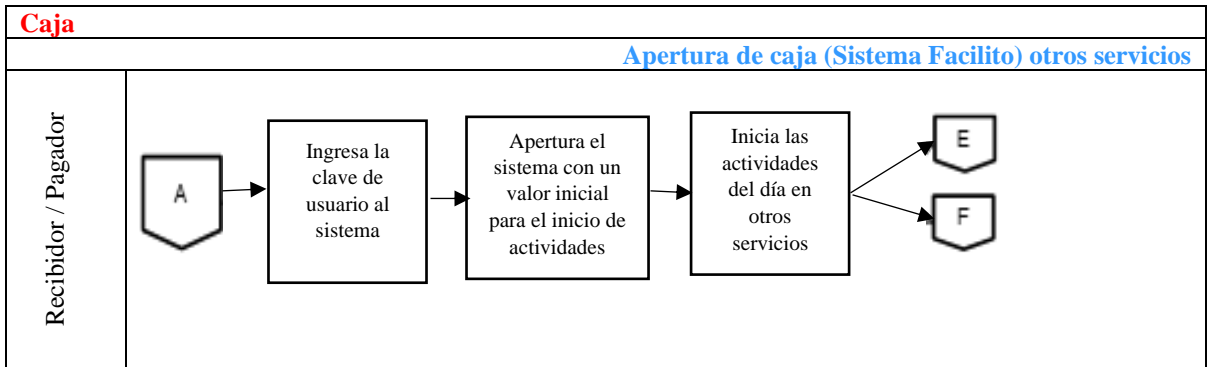 Caja
Apertura de caja (Sistema Facilito) otros servicios
Recibidor / Pagador
A
Ingresa la
clave de
usuario al
sistema
Apertura el
sistema con un
valor inicial
para el inicio de
actividades
Inicia las
actividades
del día en
otros
servicios
E
F